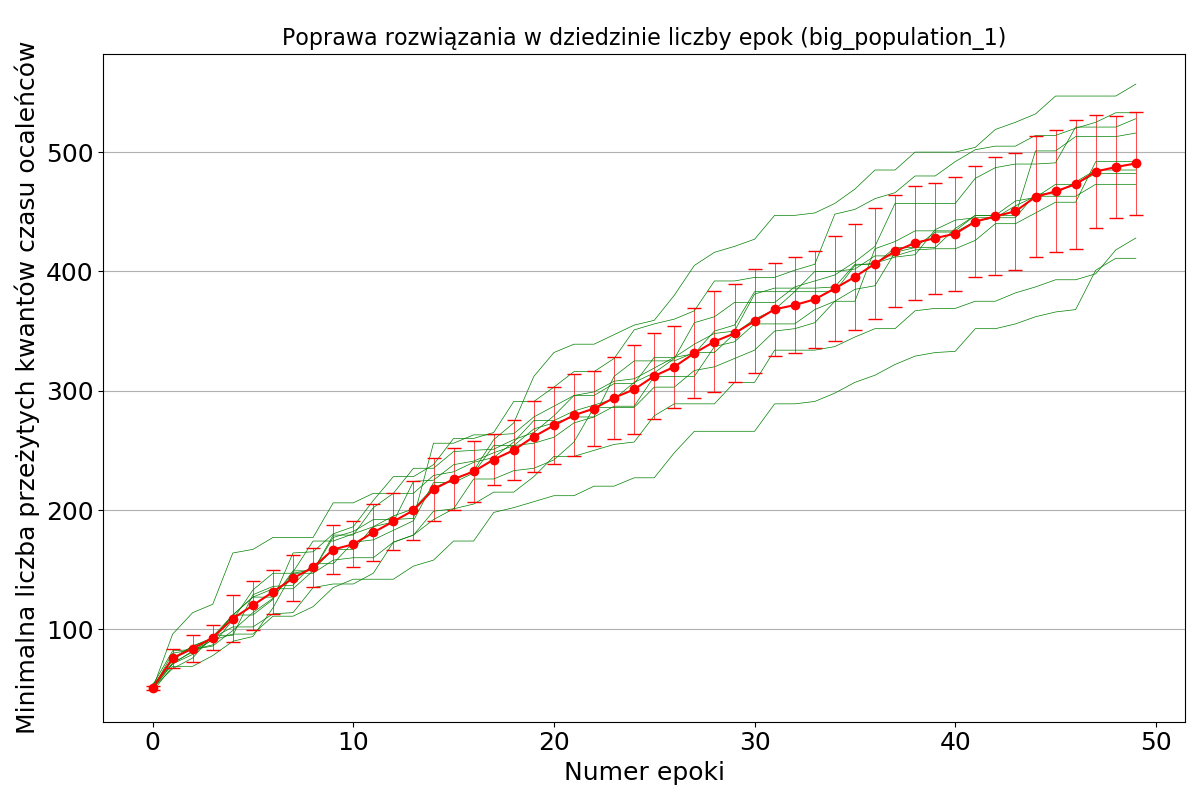 Poprawa rozwiązania w dziedzinie liczby epok (big_population_1)
Minimalna liczba przeżytych kwantów czasu ocaleńców
500
400
300
200
100
0 10 20 30 40 50
Numer epoki